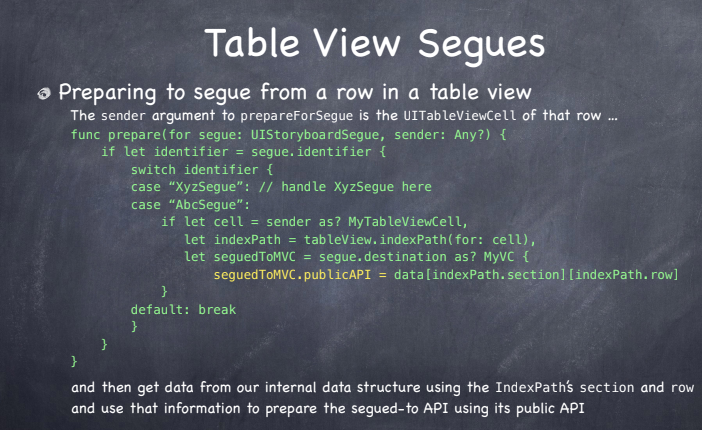 Table View Segues
Preparing to segue from a row in a table view
The sender argument to prepareForSegue is the UITableViewCell of that row ...
func prepare(for segue: UIStoryboardSegue, sender: Any?) {
    if let identifier = segue.identifier {
        switch identifier {
        case “XyzSegue”: // handle XyzSegue here
        case “AbcSegue”:
            if let cell = sender as? MyTableViewCell,
               let indexPath = tableView.indexPath(for: cell),
               let seguedToMVC = segue.destination as? MyVC {
                   seguedToMVC.publicAPI = data[indexPath.section][indexPath.row]
            }
        default: break
        }
    }
}
and then get data from our internal data structure using the IndexPath’s section and row
and use that information to prepare the segued-to API using its public API